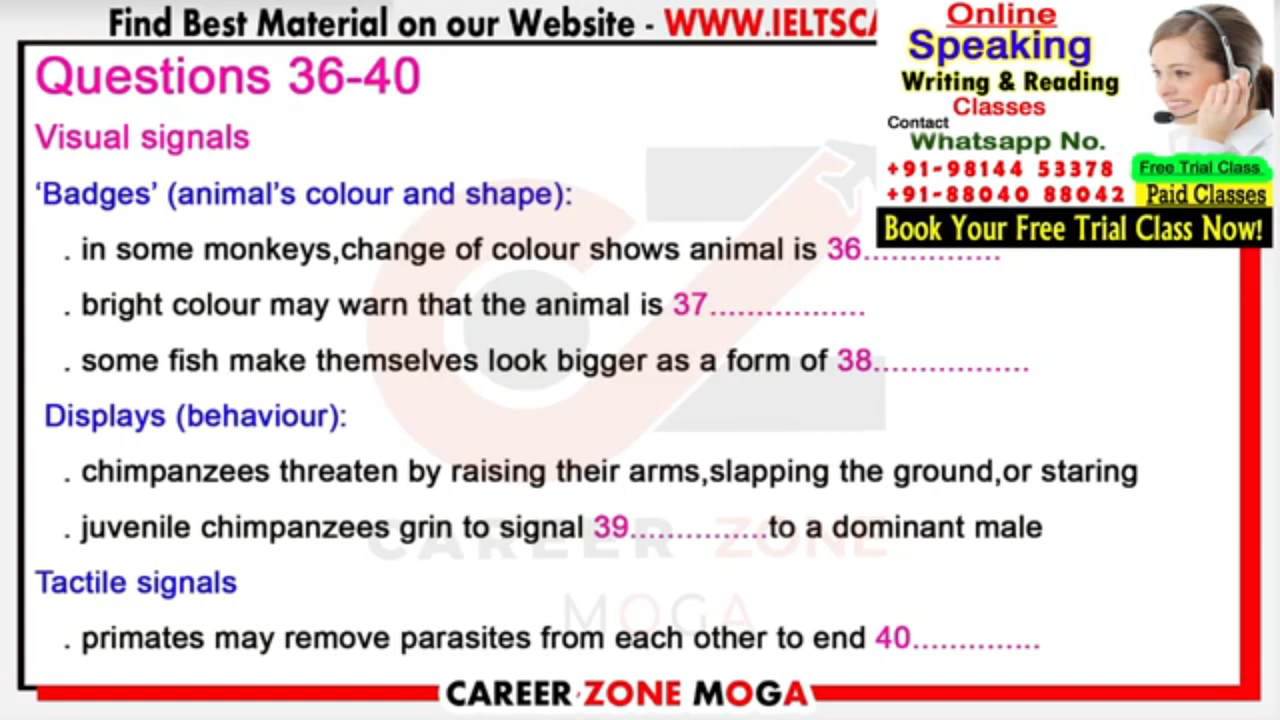 Find Best Material on our Website - WWW.IELTSCA
Online
Speaking
Writing & Reading
Classes
Contact
Whatsapp No.
+91-98144 53378
Free Trial Class
+91-88040 88042
Paid Classes
Book Your Free Trial Class Now!
Questions 36-40
Visual signals
‘Badges’ (animal’s colour and shape):
. in some monkeys,change of colour shows animal is 36...............
. bright colour may warn that the animal is 37.................
. some fish make themselves look bigger as a form of 38.................
Displays (behaviour):
. chimpanzees threaten by raising their arms,slapping the ground,or staring
. juvenile chimpanzees grin to signal 39...............to a dominant male
CAREER ZONE
Tactile signals
MOGA
. primates may remove parasites from each other to end 40..............
CAREER ZONE MOGA